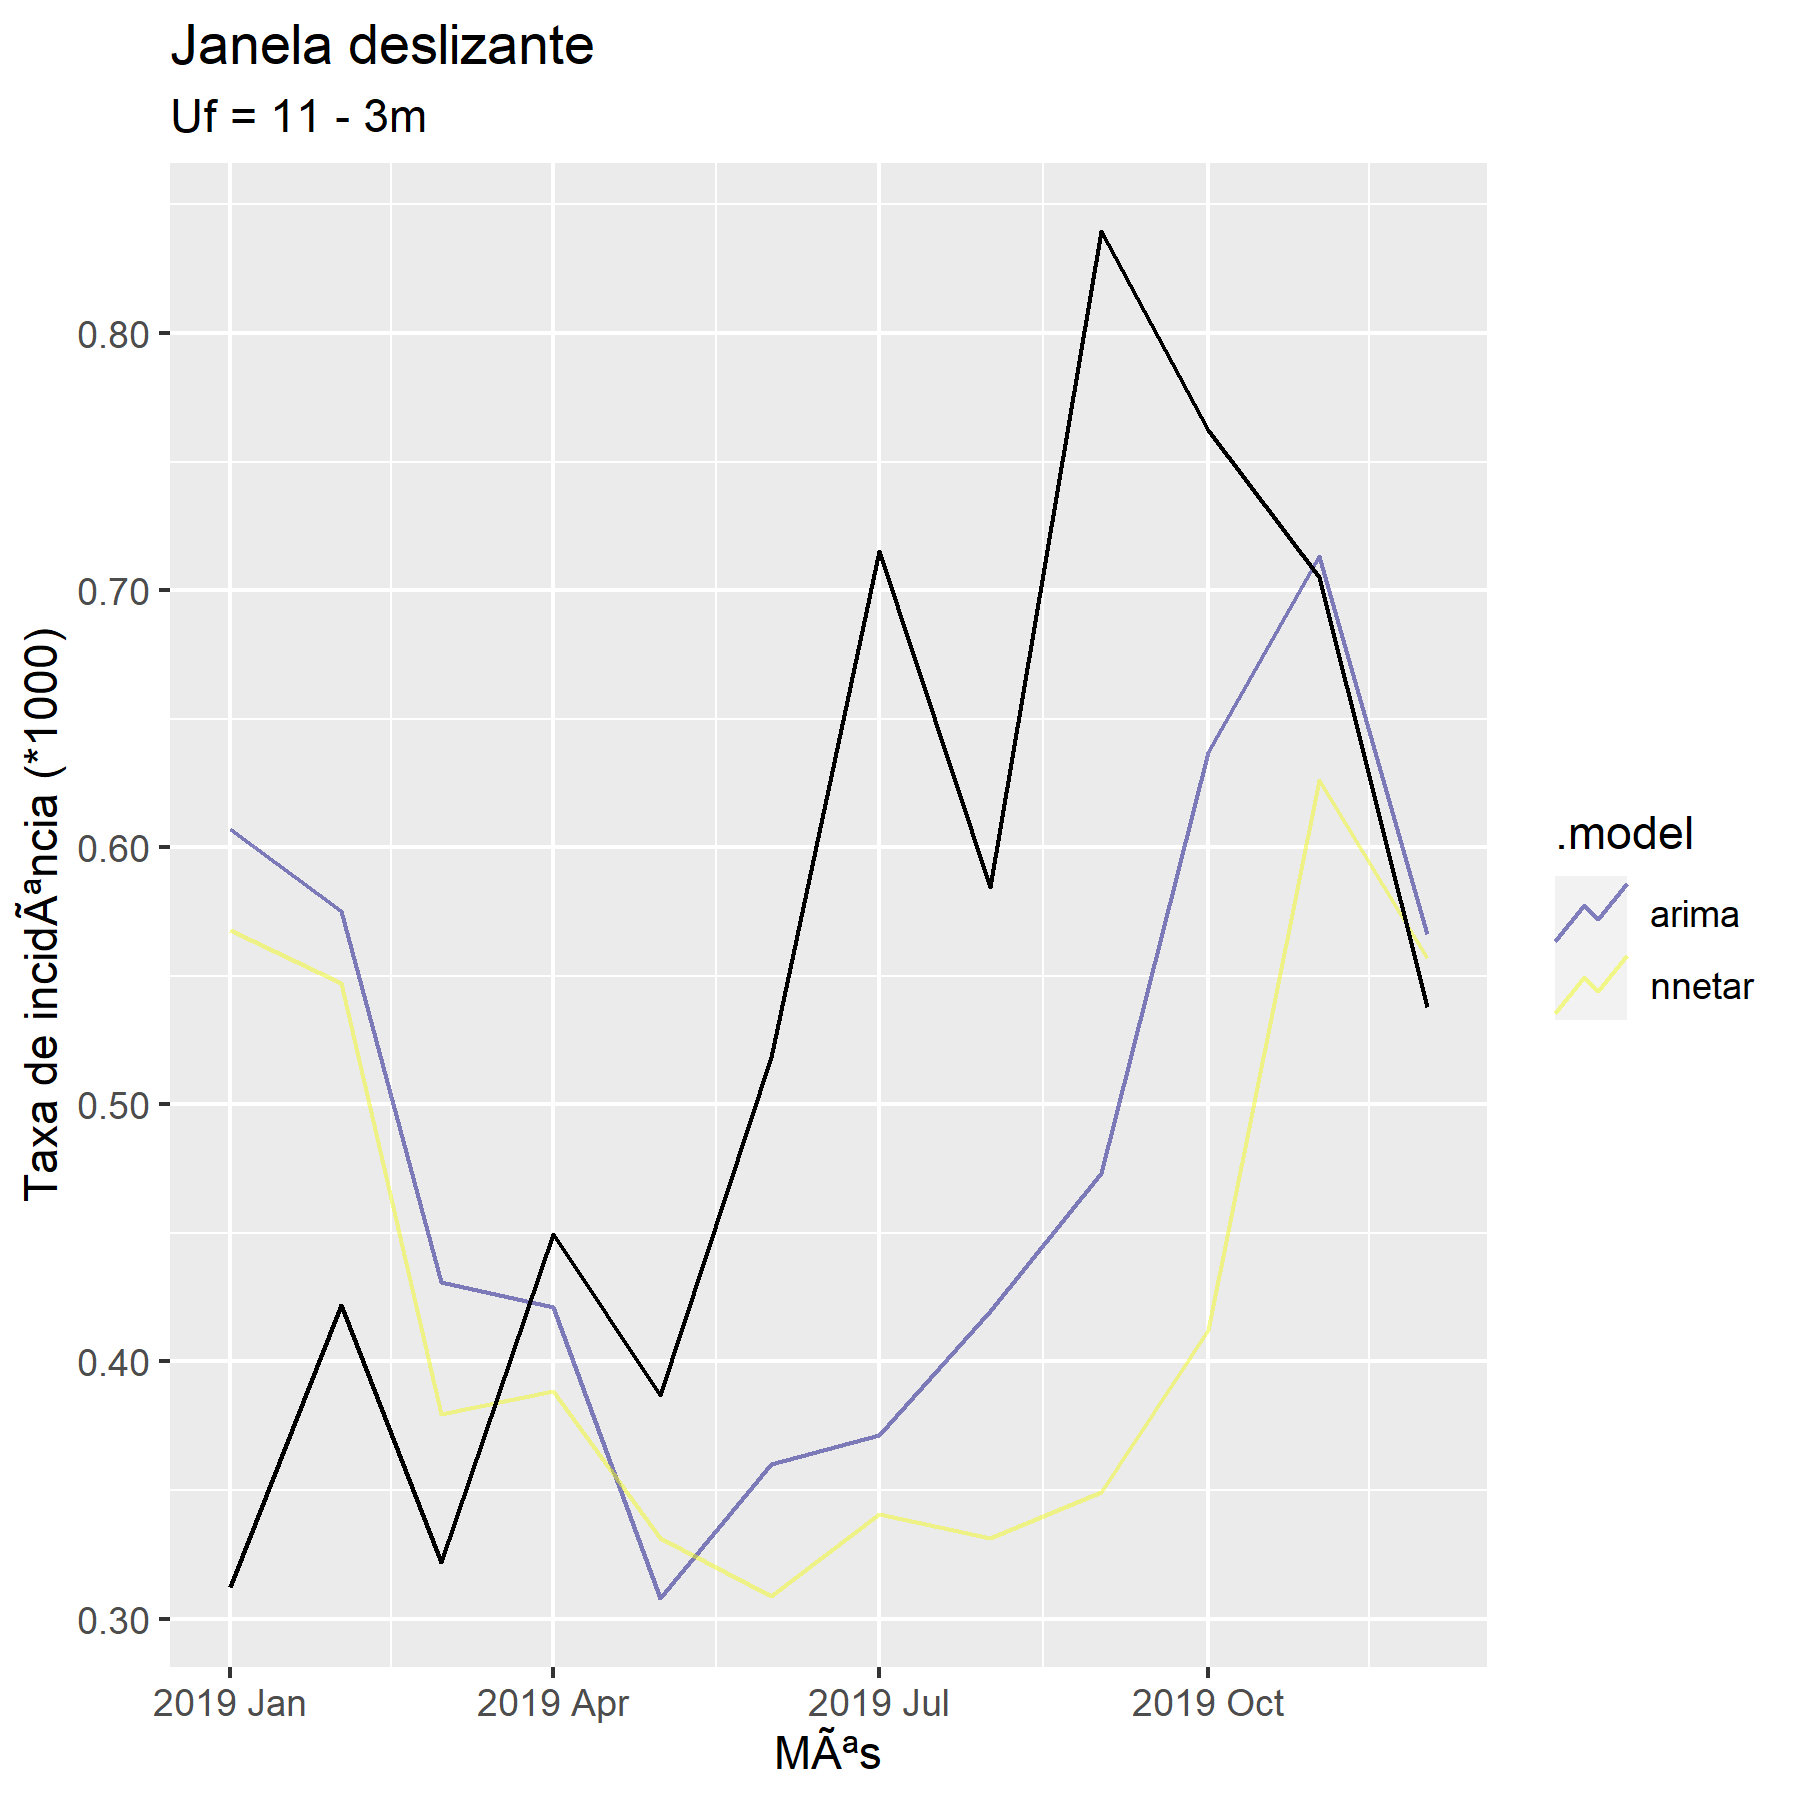 Janela deslizante
Uf = 11 - 3m
Taxa de incidÃªncia (*1000)
0.80
0.70
0.60
0.50
0.40
0.30
2019 Jan
2019 Apr
2019 Jul
2019 Oct
MÃªs
.model
arima
nnetar